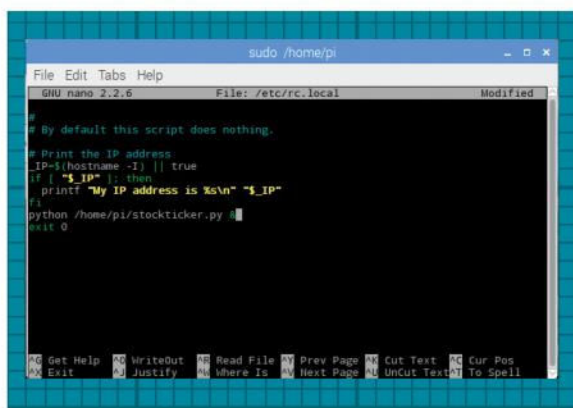 sudo /home/pi
File Edit Tabs Help
GNU nano 2.2.6 File: /etc/rc.local Modified
#
# By default this script does nothing.
# Print the IP address
_IP=$(hostname -I) || true
if [ "$_IP" ]; then
printf "My IP address is %s\n" "$_IP"
fi
python /home/pi/stockticker.py &
exit 0
^G Get Help ^O WriteOut ^R Read File ^Y Prev Page ^K Cut Text ^C Cur Pos
^X Exit ^J Justify ^W Where Is ^V Next Page ^U UnCut Text ^T To Spell